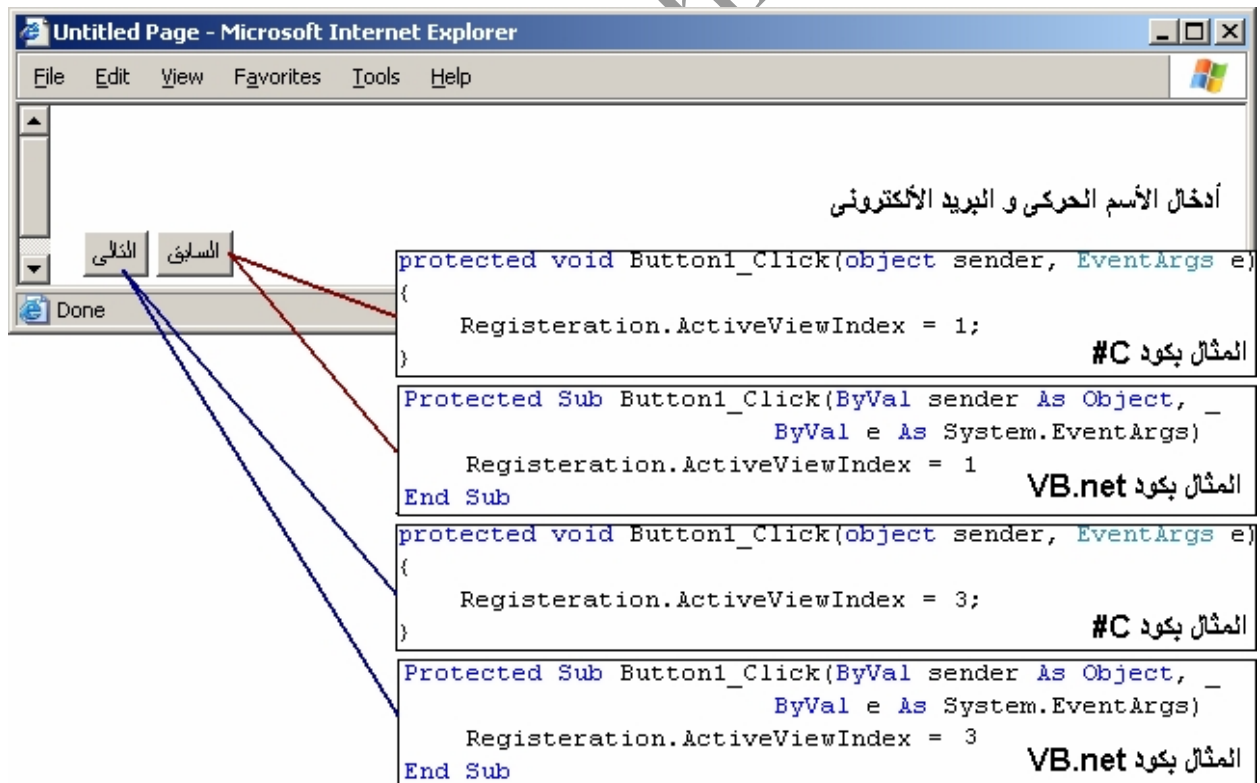 Untitled Page - Microsoft Internet Explorer
File Edit View Favorites Tools Help
أدخال الأسم الحركى و البريد الألكترونى
السابق
التالى
Done
protected void Button1_Click(object sender, EventArgs e)
{
Registeration.ActiveViewIndex = 1;
}
المثال بكود C#
Protected Sub Button1_Click(ByVal sender As Object, _
ByVal e As System.EventArgs)
Registeration.ActiveViewIndex = 1
End Sub
المثال بكود VB.net
protected void Button1_Click(object sender, EventArgs e)
{
Registeration.ActiveViewIndex = 3;
}
المثال بكود C#
Protected Sub Button1_Click(ByVal sender As Object, _
ByVal e As System.EventArgs)
Registeration.ActiveViewIndex = 3
End Sub
المثال بكود VB.net